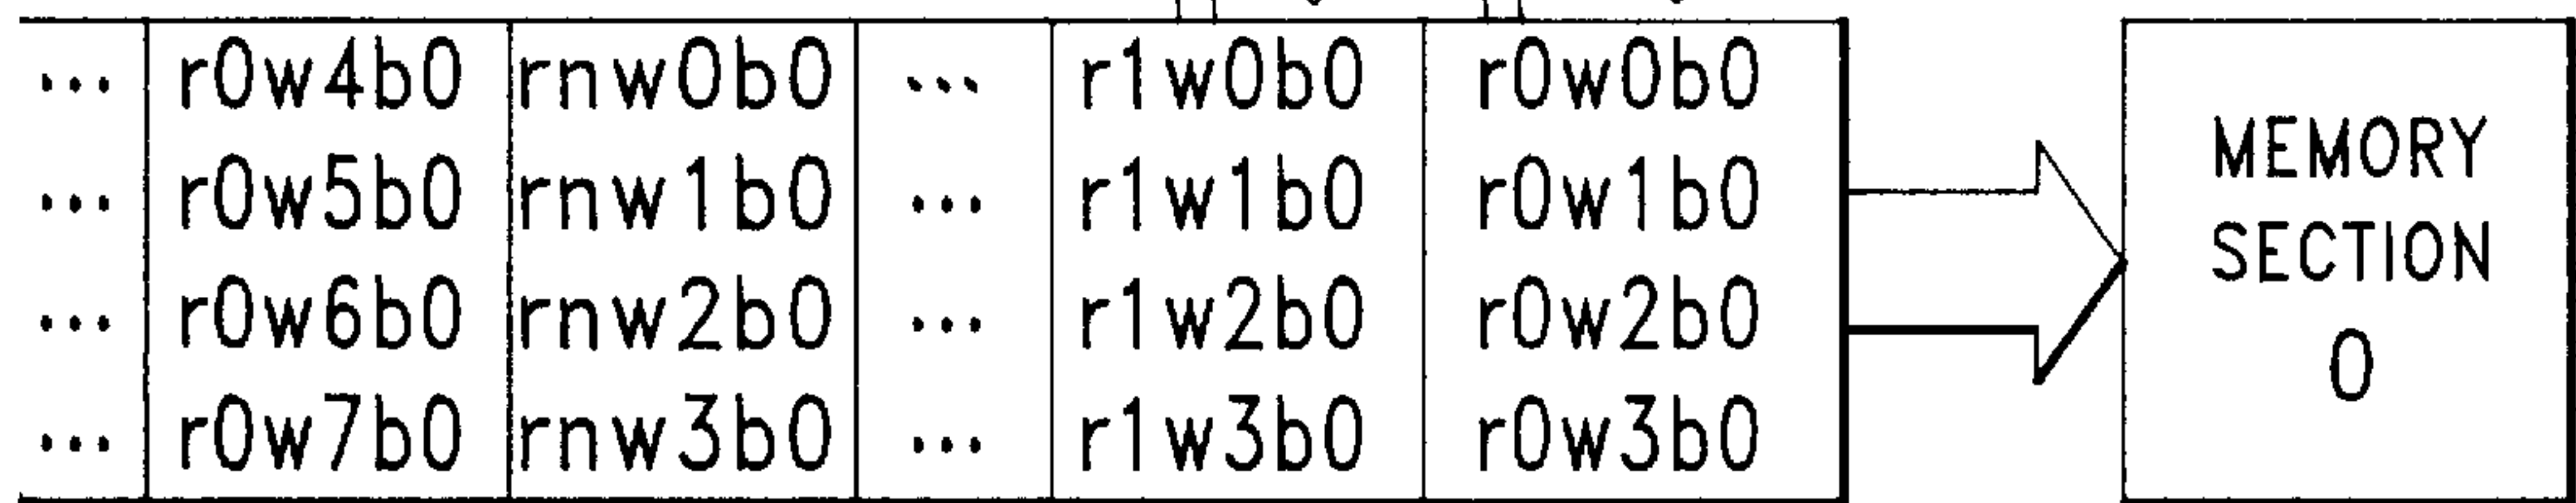 ... r0w4b0 rnw0b0 ... r1w0b0 r0w0b0
... r0w5b0 rnw1b0 ... r1w1b0 r0w1b0
... r0w6b0 rnw2b0 ... r1w2b0 r0w2b0
... r0w7b0 rnw3b0 ... r1w3b0 r0w3b0
MEMORY
SECTION
0